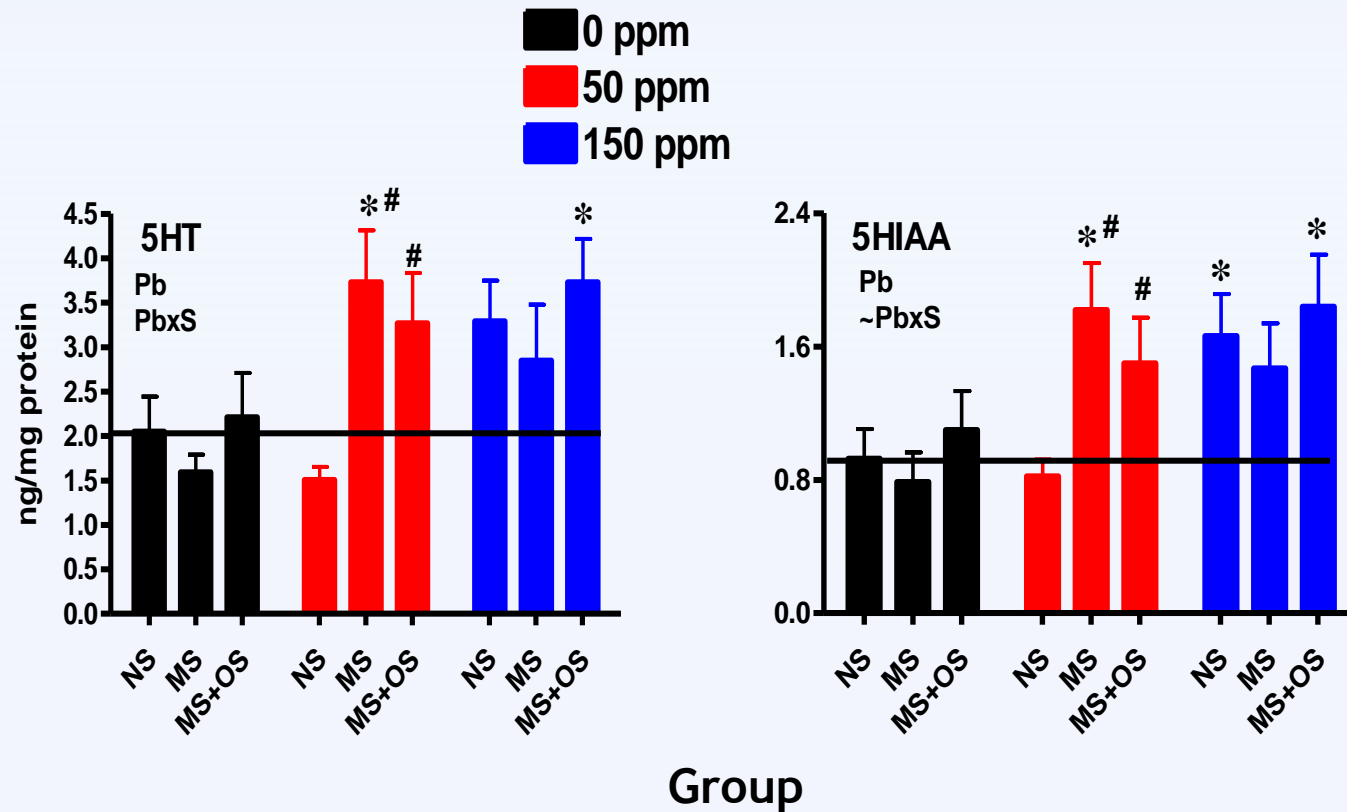 0 ppm
50 ppm
150 ppm
ng/mg protein
4.5
4.0
3.5
3.0
2.5
2.0
1.5
1.0
0.5
0.0
5HT
Pb
PbxS
*#
#
*
NS
MS
MS+OS
NS
MS
MS+OS
NS
MS
MS+OS
2.4
1.6
0.8
0.0
5HIAA
Pb
~PbxS
*#
#
*
*
NS
MS
MS+OS
NS
MS
MS+OS
NS
MS
MS+OS
Group